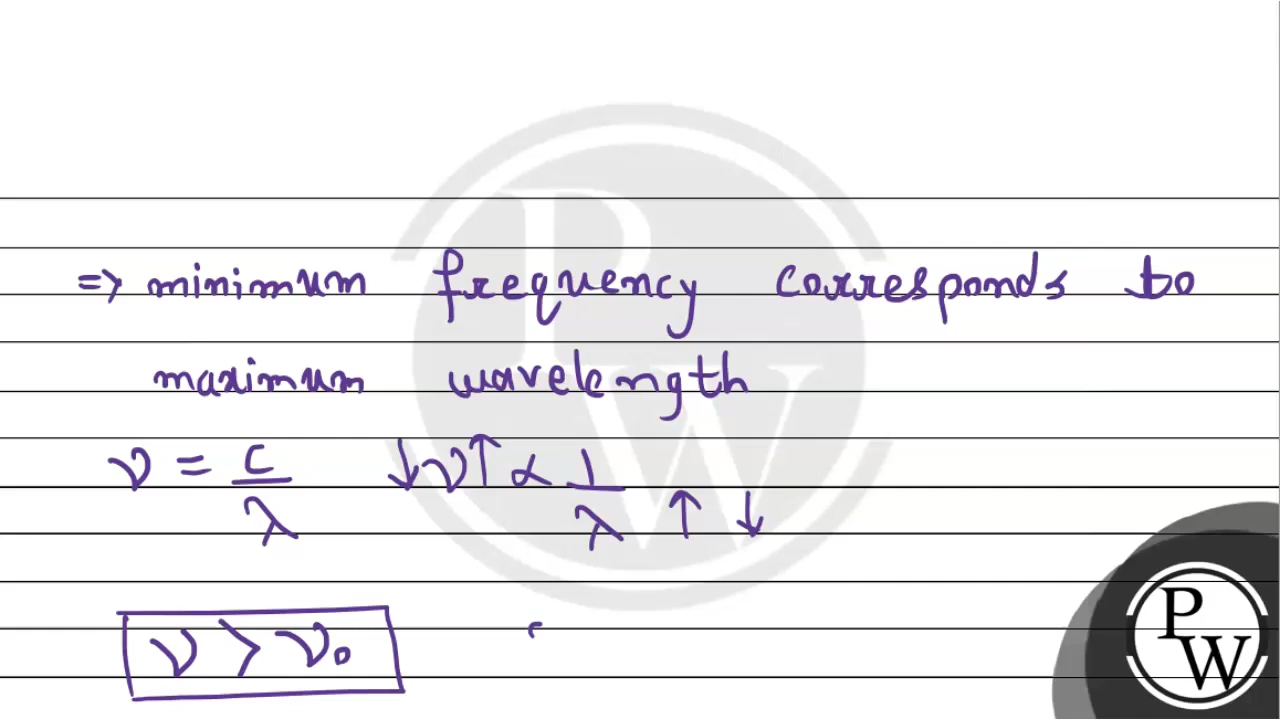 => minimum frequency corresponds to
maximum wavelength
ν = c/λ ↓ν↑ ∝ 1/λ ↑ ↓
ν > ν₀
P
W
PW